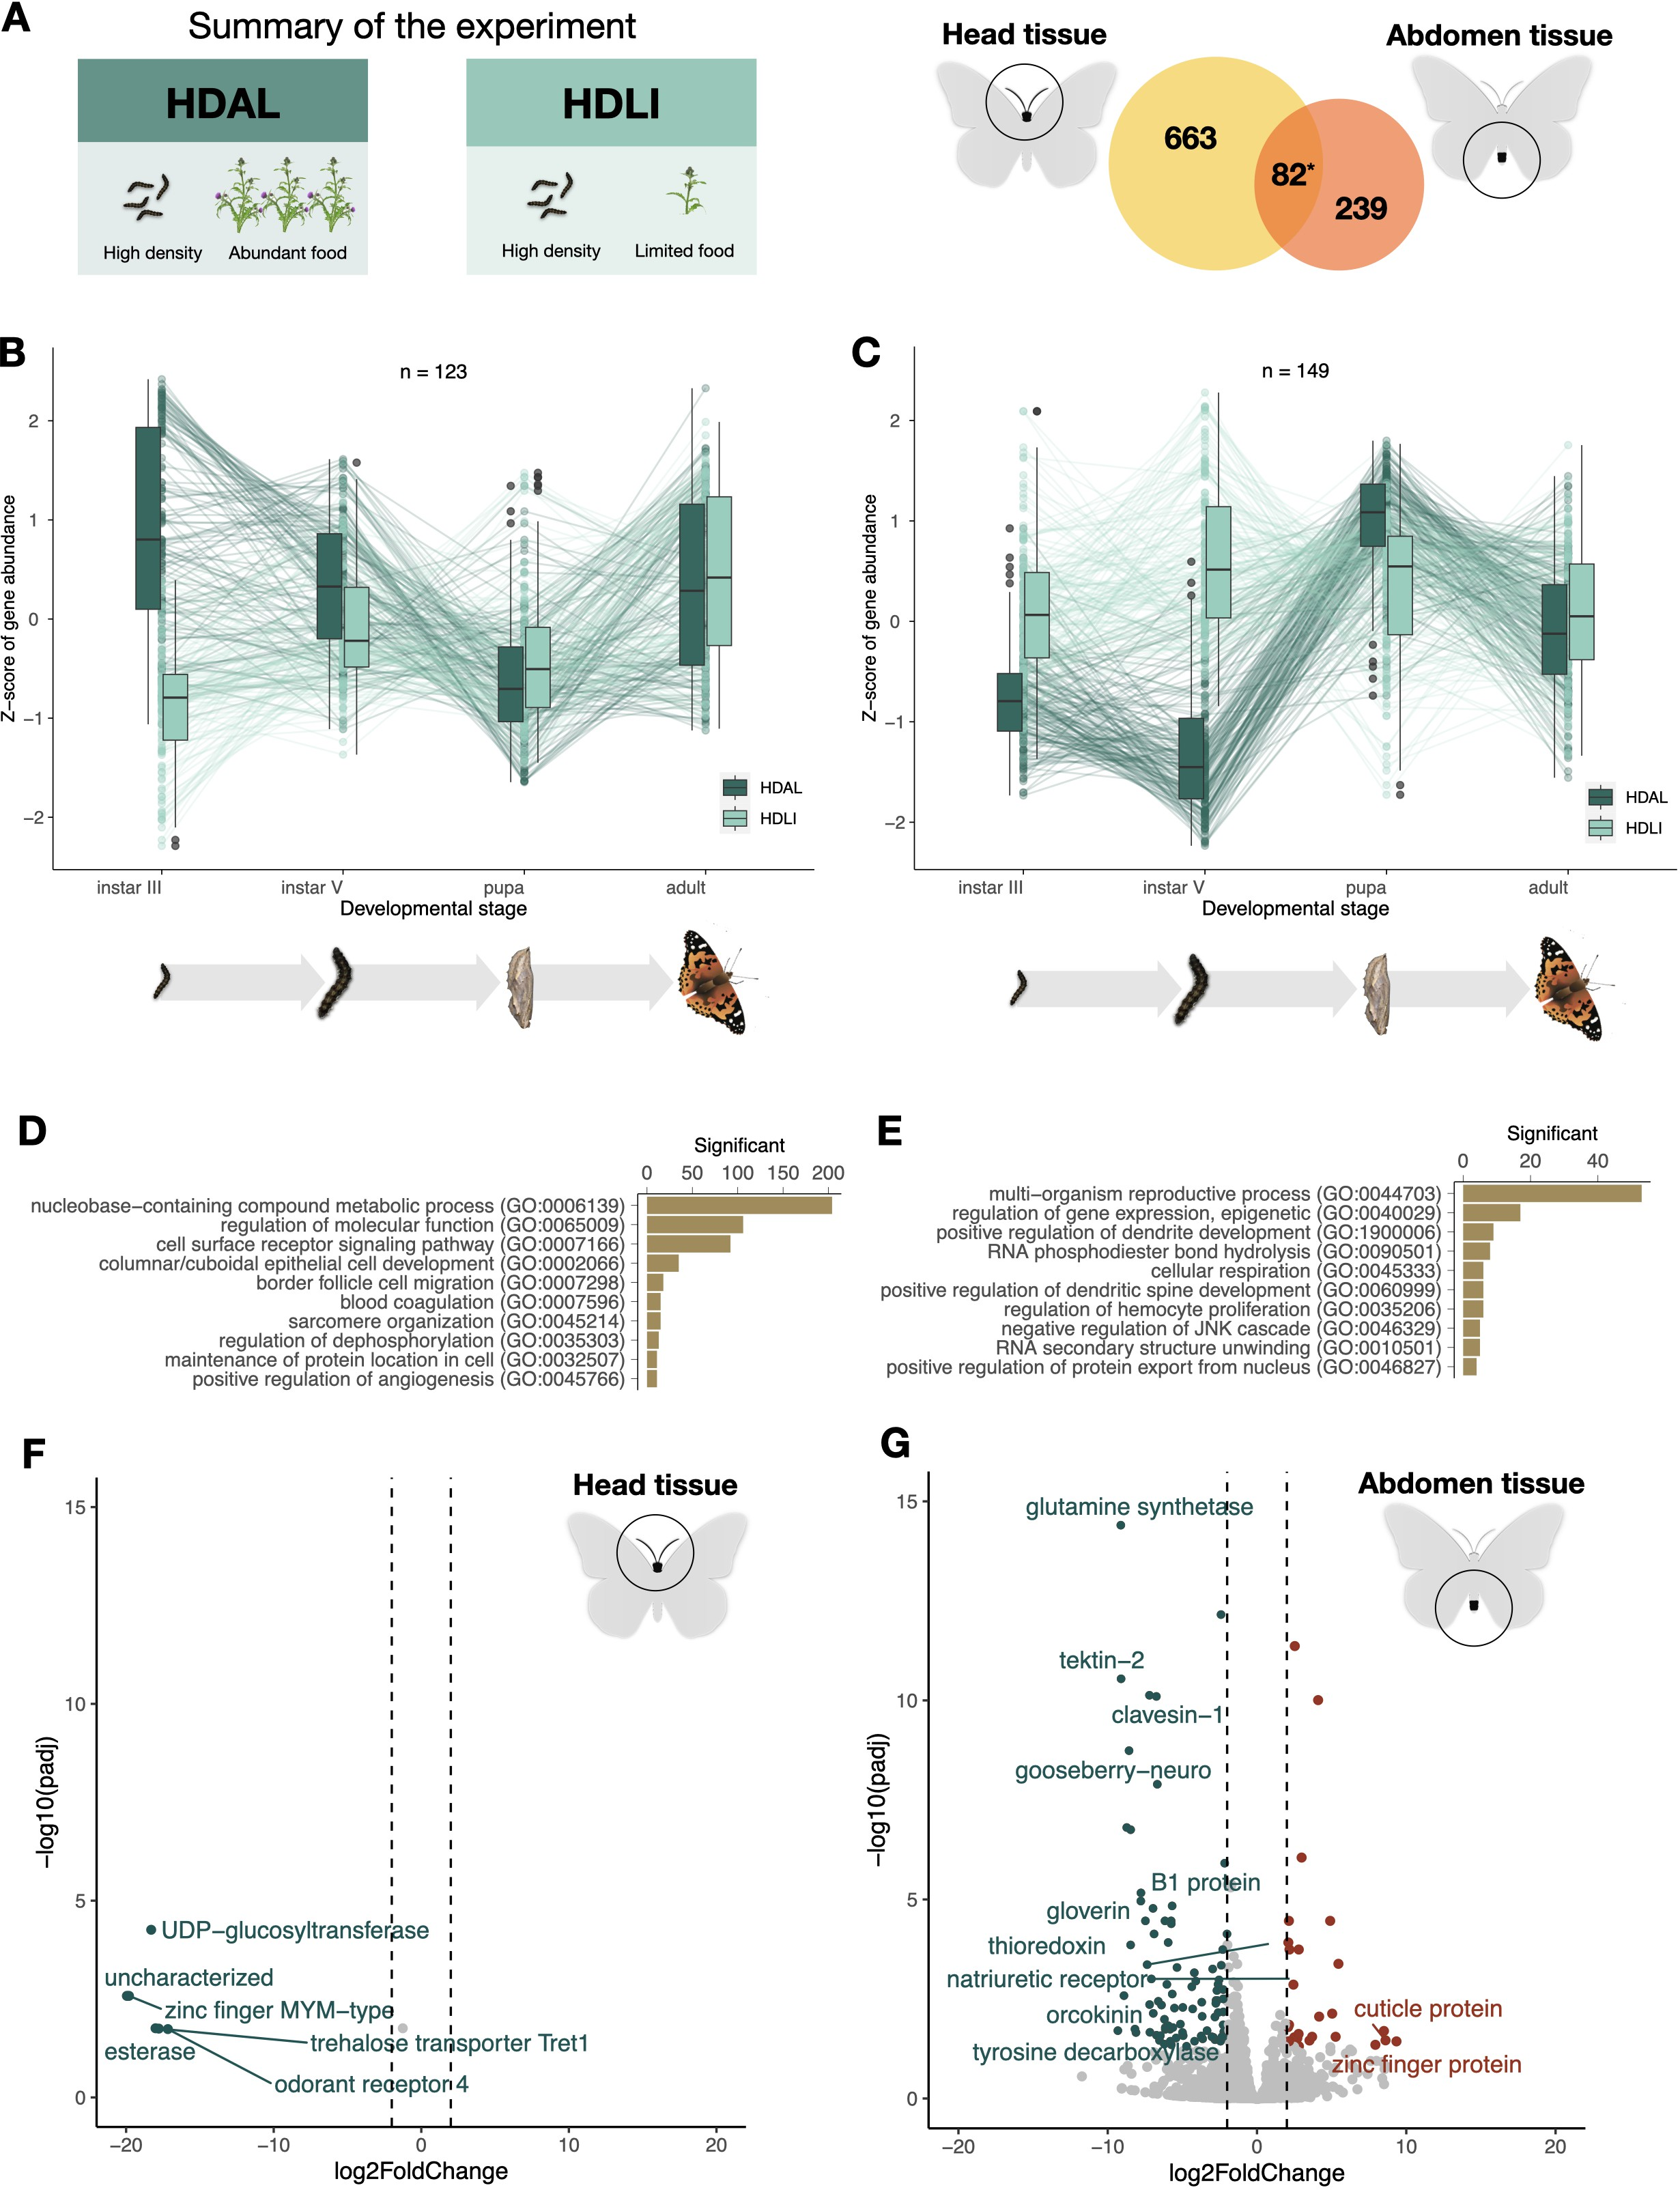 A
Summary of the experiment
HDAL
High density
Abundant food
HDLI
High density
Limited food
Head tissue
Abdomen tissue
663
82*
239
B
n = 123
Z-score of gene abundance
2
1
0
−1
−2
HDAL
HDLI
instar III
instar V
pupa
adult
Developmental stage
C
n = 149
Z-score of gene abundance
2
1
0
−1
−2
HDAL
HDLI
instar III
instar V
pupa
adult
Developmental stage
D
Significant
0 50 100 150 200
nucleobase−containing compound metabolic process (GO:0006139)
regulation of molecular function (GO:0065009)
cell surface receptor signaling pathway (GO:0007166)
columnar/cuboidal epithelial cell development (GO:0002066)
border follicle cell migration (GO:0007298)
blood coagulation (GO:0007596)
sarcomere organization (GO:0045214)
regulation of dephosphorylation (GO:0035303)
maintenance of protein location in cell (GO:0032507)
positive regulation of angiogenesis (GO:0045766)
E
Significant
0 20 40
multi−organism reproductive process (GO:0044703)
regulation of gene expression, epigenetic (GO:0040029)
positive regulation of dendrite development (GO:1900006)
RNA phosphodiester bond hydrolysis (GO:0090501)
cellular respiration (GO:0045333)
positive regulation of dendritic spine development (GO:0060999)
regulation of hemocyte proliferation (GO:0035206)
negative regulation of JNK cascade (GO:0046329)
RNA secondary structure unwinding (GO:0010501)
positive regulation of protein export from nucleus (GO:0046827)
F
Head tissue
−log10(padj)
15
10
5
0
UDP−glucosyltransferase
uncharacterized
zinc finger MYM−type
trehalose transporter Tret1
esterase
odorant receptor 4
−20 −10 0 10 20
log2FoldChange
G
Abdomen tissue
−log10(padj)
15
10
5
0
glutamine synthetase
tektin−2
clavesin−1
gooseberry−neuro
B1 protein
gloverin
thioredoxin
natriuretic receptor
orcokinin
tyrosine decarboxylase
cuticle protein
zinc finger protein
−20 −10 0 10 20
log2FoldChange